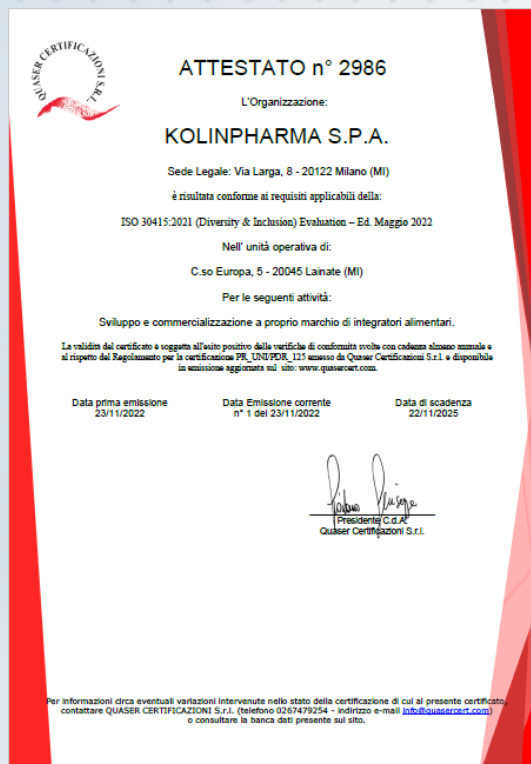 QUASER CERTIFICAZIONI S.R.L.
ATTESTATO n° 2986
L'Organizzazione:
KOLINPHARMA S.P.A.
Sede Legale: Via Larga, 8 - 20122 Milano (MI)
è risultata conforme ai requisiti applicabili della:
ISO 30415:2021 (Diversity & Inclusion) Evaluation – Ed. Maggio 2022
Nell' unità operativa di:
C.so Europa, 5 - 20045 Lainate (MI)
Per le seguenti attività:
Sviluppo e commercializzazione a proprio marchio di integratori alimentari.
La validità del certificato è soggetta all'esito positivo delle verifiche di conformità svolte con cadenza almeno annuale e
al rispetto del Regolamento per la certificazione PR_UNI/PDR_125 emesso da Quaser Certificazioni S.r.l. e disponibile
in emissione aggiornata sul sito: www.quasercert.com.
Data prima emissione
23/11/2022
Data Emissione corrente
n° 1 del 23/11/2022
Data di scadenza
22/11/2025
Presidente C.d.A.
Quaser Certificazioni S.r.l.
Per informazioni circa eventuali variazioni intervenute nello stato della certificazione di cui al presente certificato,
contattare QUASER CERTIFICAZIONI S.r.l. (telefono 0267479254 - indirizzo e-mail info@quasercert.com)
o consultare la banca dati presente sul sito.